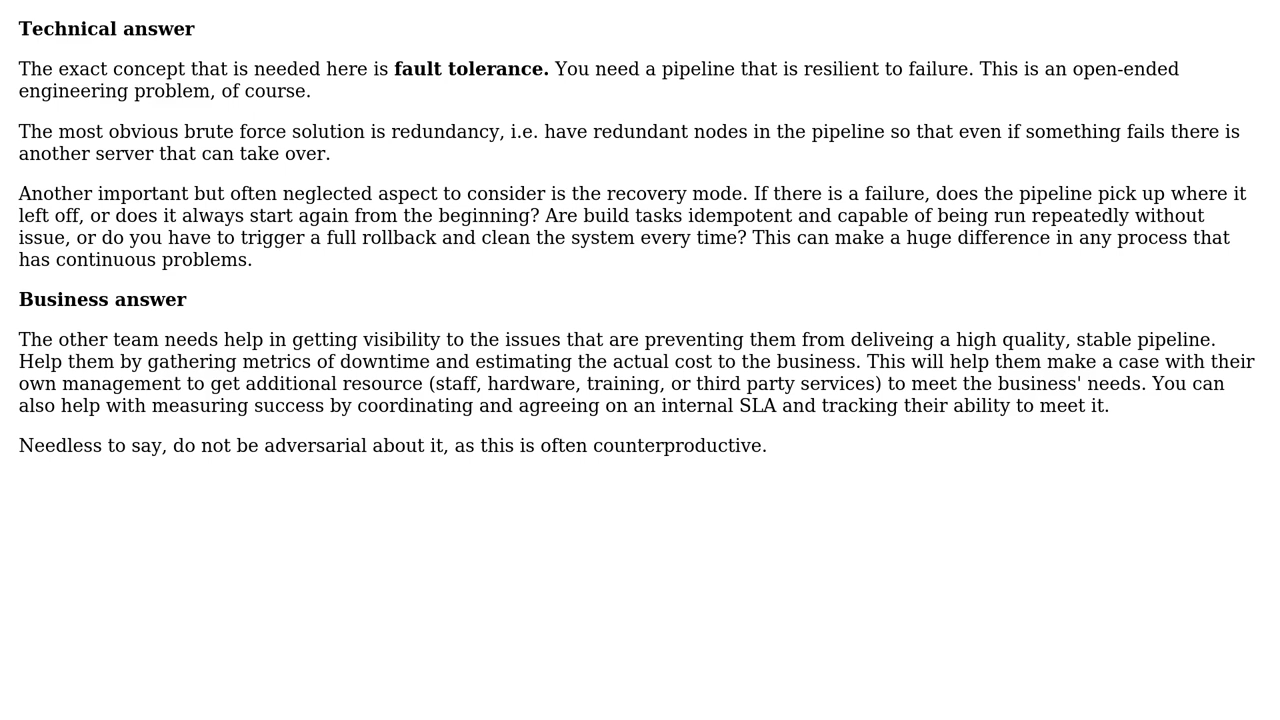 Technical answer
The exact concept that is needed here is fault tolerance. You need a pipeline that is resilient to failure. This is an open-ended
engineering problem, of course.
The most obvious brute force solution is redundancy, i.e. have redundant nodes in the pipeline so that even if something fails there is
another server that can take over.
Another important but often neglected aspect to consider is the recovery mode. If there is a failure, does the pipeline pick up where it
left off, or does it always start again from the beginning? Are build tasks idempotent and capable of being run repeatedly without
issue, or do you have to trigger a full rollback and clean the system every time? This can make a huge difference in any process that
has continuous problems.
Business answer
The other team needs help in getting visibility to the issues that are preventing them from deliveing a high quality, stable pipeline.
Help them by gathering metrics of downtime and estimating the actual cost to the business. This will help them make a case with their
own management to get additional resource (staff, hardware, training, or third party services) to meet the business' needs. You can
also help with measuring success by coordinating and agreeing on an internal SLA and tracking their ability to meet it.
Needless to say, do not be adversarial about it, as this is often counterproductive.